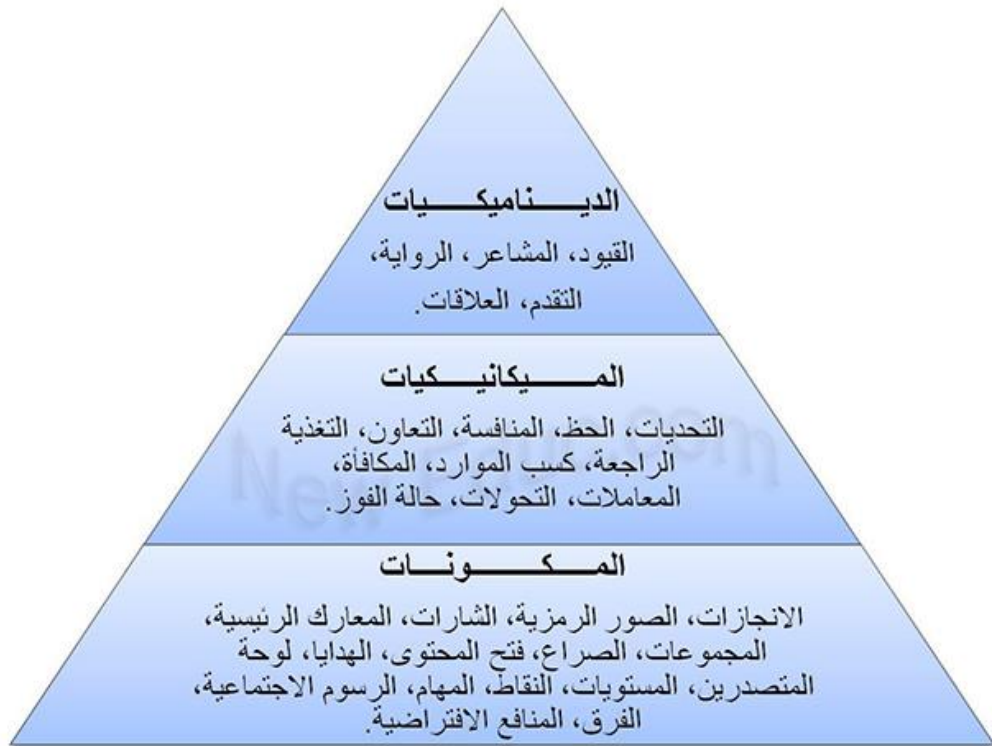 الديـــــناميكـــــيات
القيود، المشاعر، الرواية،
التقدم، العلاقات.
المـــــيكانيـــكيات
التحديات، الحظ، المنافسة، التعاون، التغذية
الراجعة، كسب الموارد، المكافأة،
المعاملات، التحولات، حالة الفوز.
المـــكـــــونـــات
الانجازات، الصور الرمزية، الشارات، المعارك الرئيسية،
المجموعات، الصراع، فتح المحتوى، الهدايا، لوحة
المتصدرين، المستويات، النقاط، المهام، الرسوم الاجتماعية،
الفرق، المنافع الافتراضية.